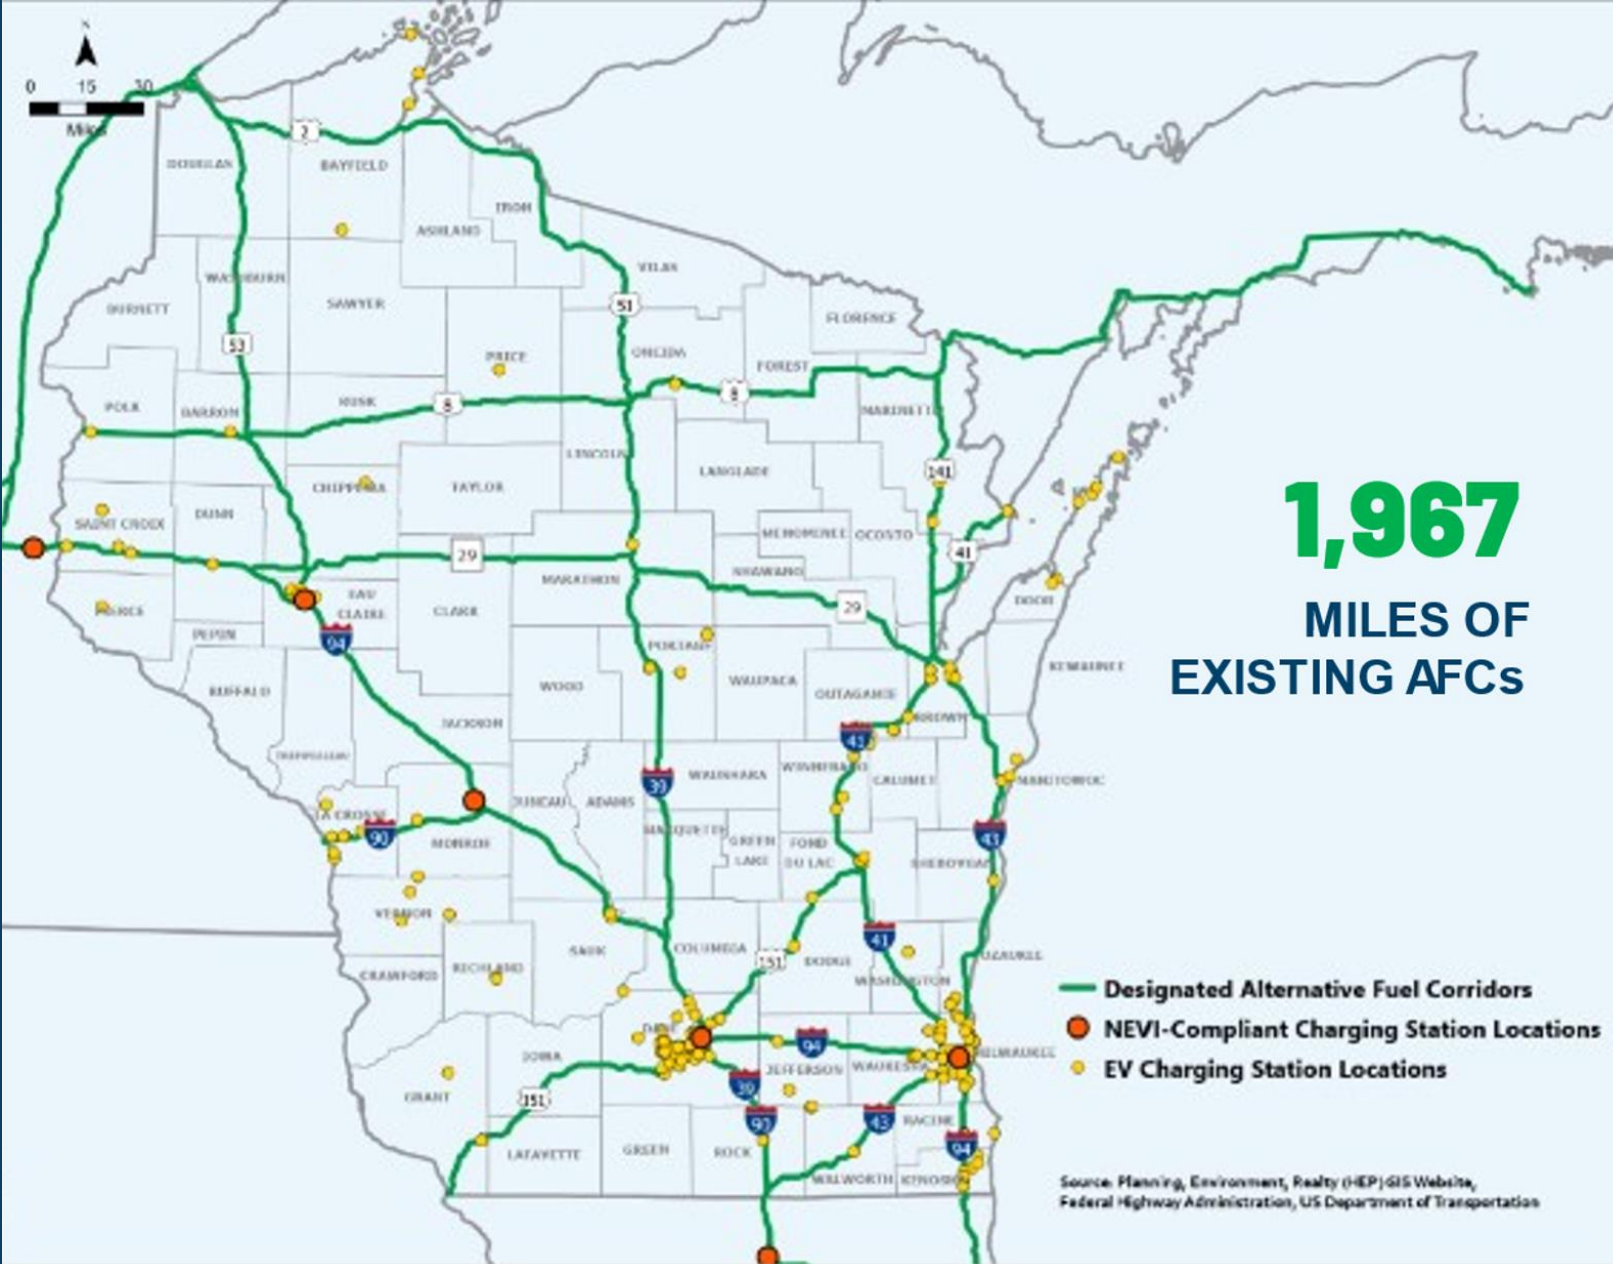 N
0 15 30
Miles
2
DOUGLAS
BAYFIELD
IRON
ASHLAND
VILAS
WASHBURN
BURNETT
SAWYER
51
FLORENCE
53
PRICE
ONEIDA
FOREST
8
8
POLK
BARRON
RUSK
MARINETTE
LINCOLN
LANGLADE
141
CHIPPEWA
TAYLOR
1,967
SAINT CROIX
DUNN
MENOMINEE
OCOSTO
29
41
MARATHON
SHAWANO
EAU
CLAIRE
CLARK
29
DOOR
MILES OF
PIERCE
PEPIN
94
PORTAGE
KEWAUNEE
EXISTING AFCs
BUFFALO
WOOD
WAUPACA
OUTAGAMIE
JACKSON
BROWN
41
TREMPEALEAU
39
WAUSHARA
WINNEBAGO
CALUMET
MANITOWOC
JUNEAU
ADAMS
LA CROSSE
90
MONROE
MARQUETTE
GREEN
LAKE
FOND
DU LAC
43
SHEBOYGAN
VERNON
SAUK
COLUMBIA
41
151
DODGE
OZAUKEE
CRAWFORD
RICHLAND
WASHINGTON
Designated Alternative Fuel Corridors
DANE
94
NEVI-Compliant Charging Station Locations
IOWA
JEFFERSON
WAUKESHA
MILWAUKEE
EV Charging Station Locations
GRANT
151
39
90
43
RACINE
LAFAYETTE
GREEN
ROCK
94
WALWORTH
KENOSHA
Source: Planning, Environment, Realty (HEP) GIS Website,
Federal Highway Administration, US Department of Transportation